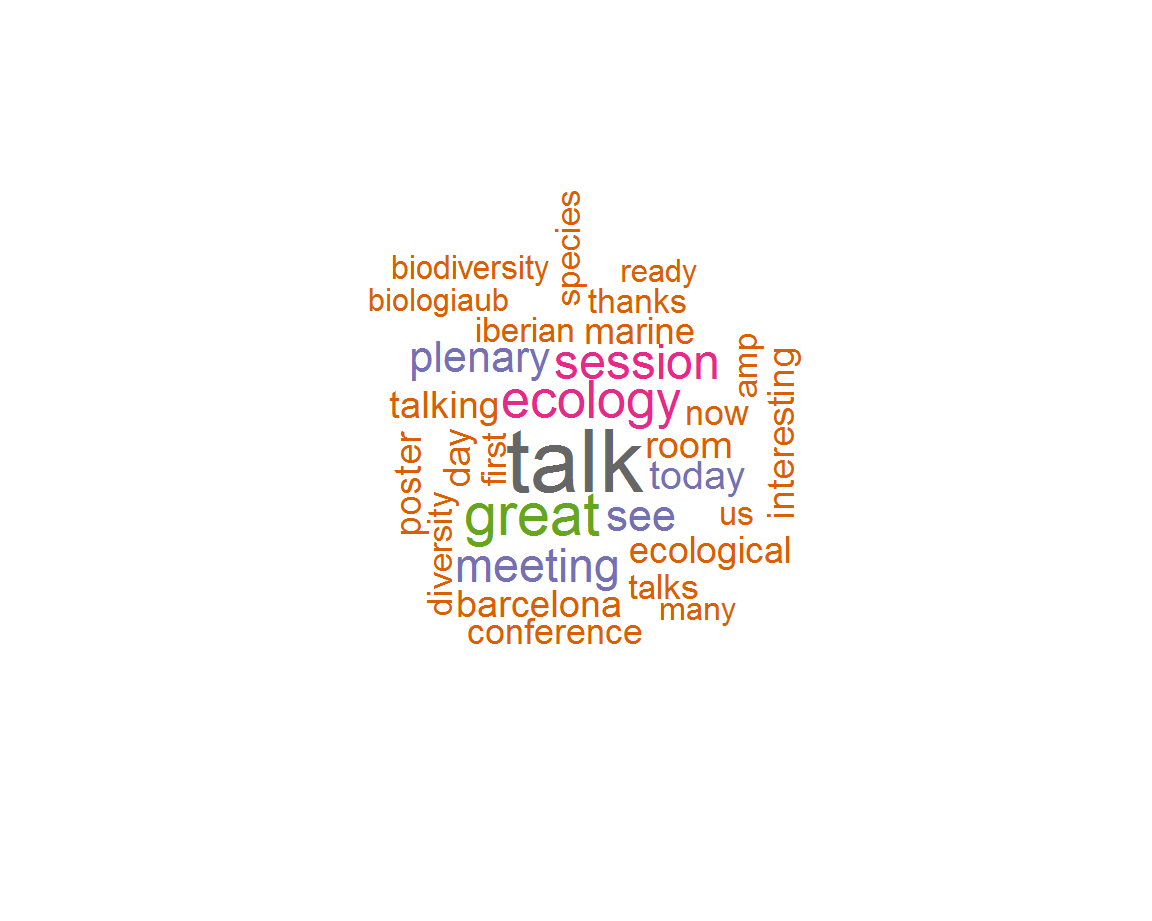 species
biodiversity
ready
biologiaub
thanks
iberian
marine
plenary
session
amp
interesting
talking
ecology
now
poster
day
first
talk
room
today
diversity
great
see
us
meeting
ecological
talks
barcelona
many
conference